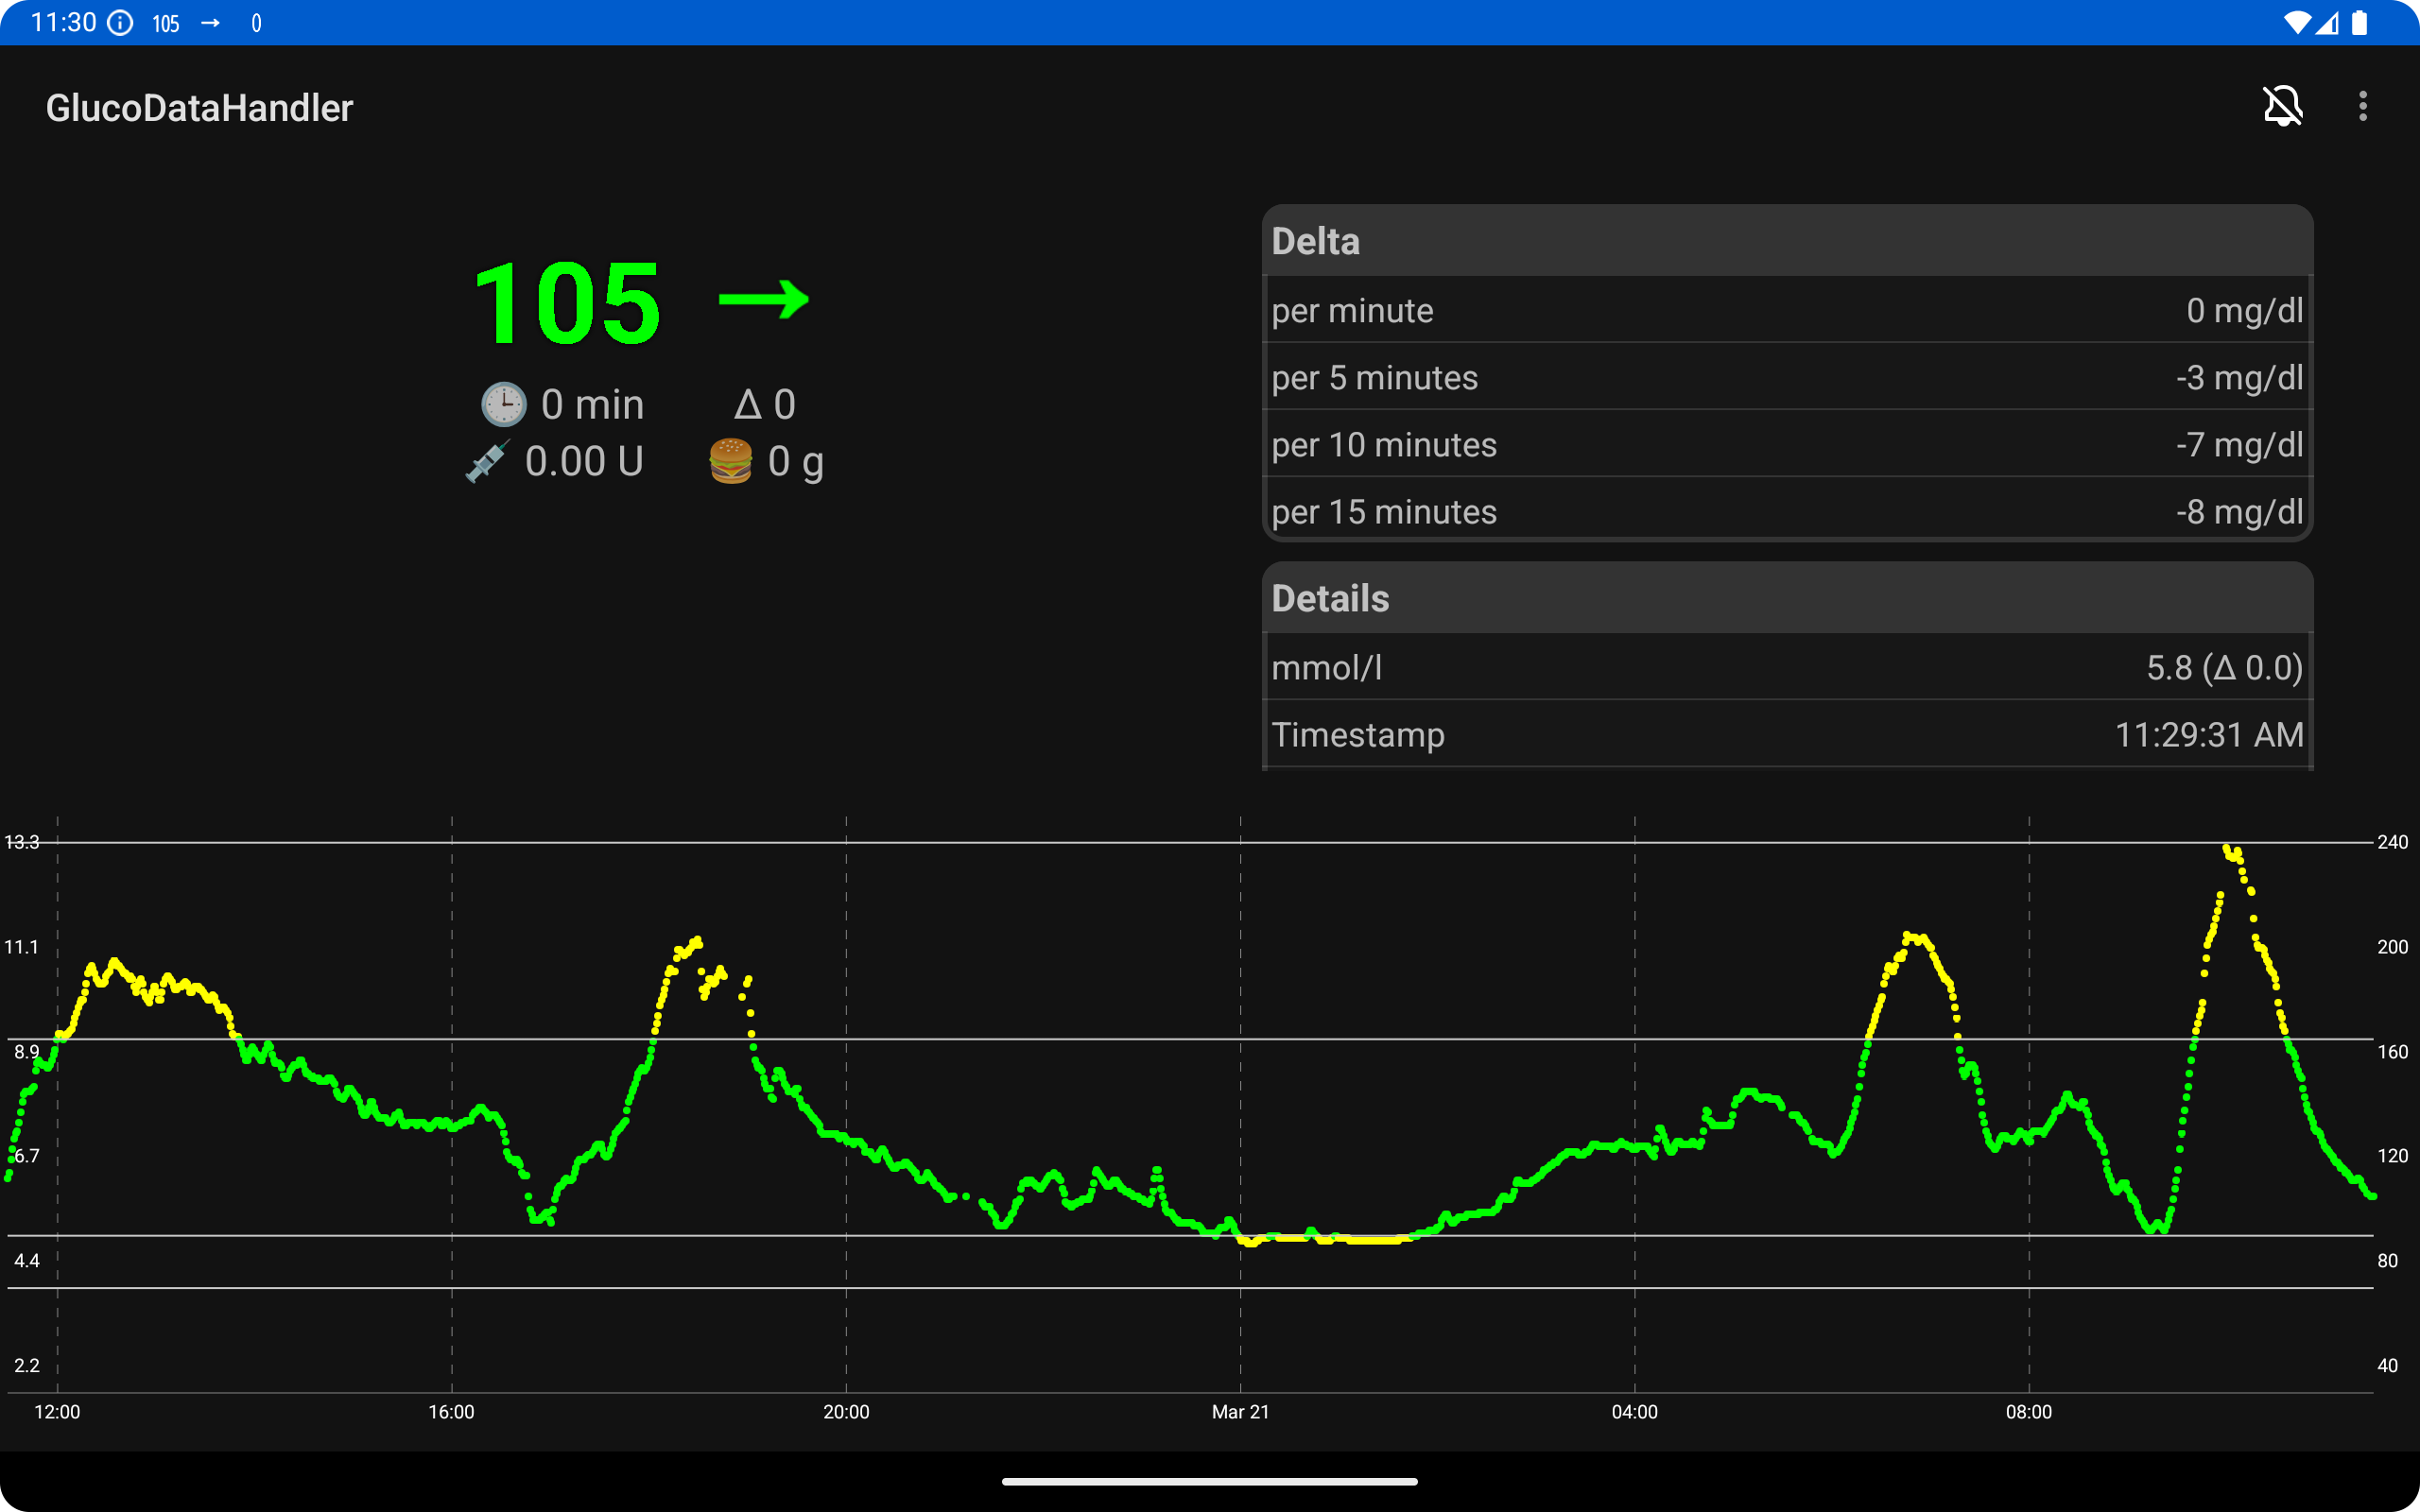 11:30 105 → 0
GlucoDataHandler
105 →
0 min Δ 0
0.00 U 0 g
Delta
per minute 0 mg/dl
per 5 minutes -3 mg/dl
per 10 minutes -7 mg/dl
per 15 minutes -8 mg/dl
Details
mmol/l 5.8 (Δ 0.0)
Timestamp 11:29:31 AM
13.3 240
11.1 200
8.9 160
6.7 120
4.4 80
2.2 40
12:00 16:00 20:00 Mar 21 04:00 08:00